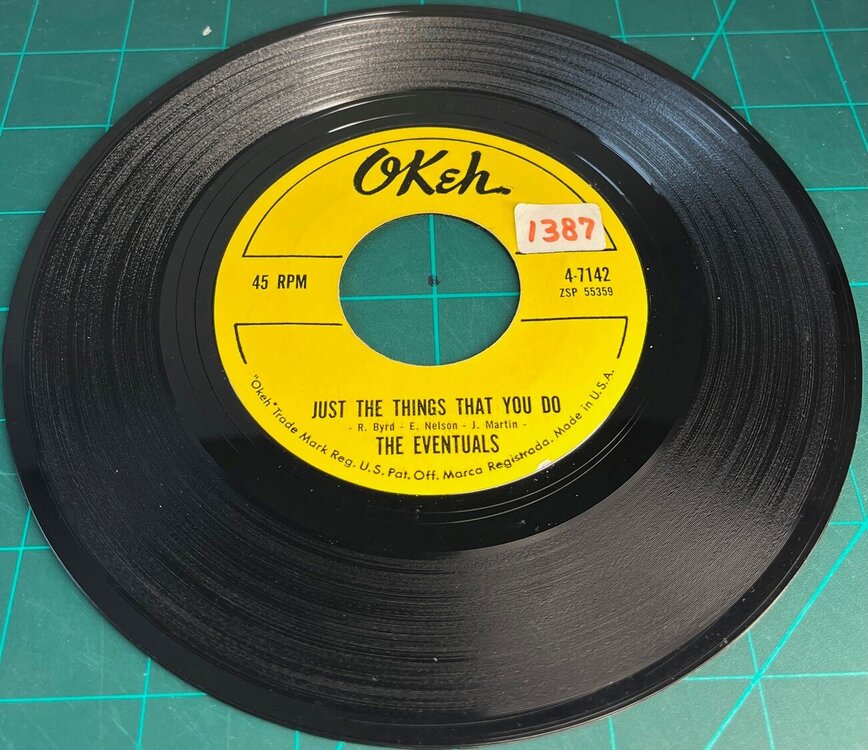 OKeh
1387
45 RPM
4-7142
ZSP 55359
JUST THE THINGS THAT YOU DO
- R. Byrd - E. Nelson - J. Martin -
THE EVENTUALS
"Okeh" Trade Mark Reg. U.S. Pat. Off. Marca Registrada. Made in U.S.A.